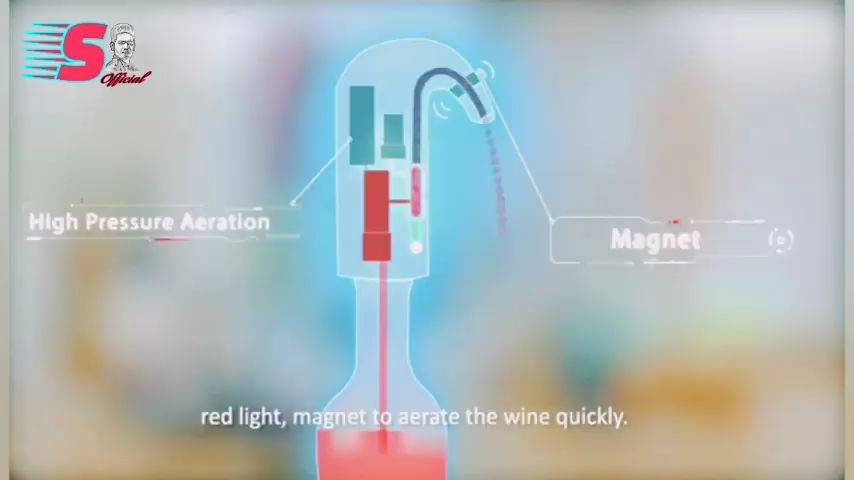 S
Official
High Pressure Aeration
Magnet
red light, magnet to aerate the wine quickly.